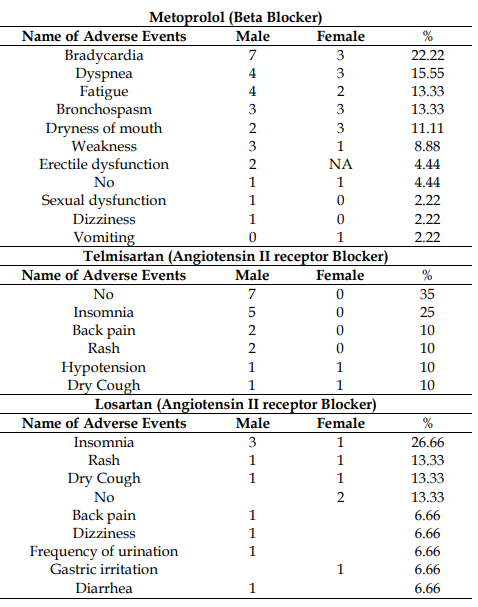 Metoprolol (Beta Blocker)
Name of Adverse Events Male Female %
Bradycardia 7 3 22.22
Dyspnea 4 3 15.55
Fatigue 4 2 13.33
Bronchospasm 3 3 13.33
Dryness of mouth 2 3 11.11
Weakness 3 1 8.88
Erectile dysfunction 2 NA 4.44
No 1 1 4.44
Sexual dysfunction 1 0 2.22
Dizziness 1 0 2.22
Vomiting 0 1 2.22
Telmisartan (Angiotensin II receptor Blocker)
Name of Adverse Events Male Female %
No 7 0 35
Insomnia 5 0 25
Back pain 2 0 10
Rash 2 0 10
Hypotension 1 1 10
Dry Cough 1 1 10
Losartan (Angiotensin II receptor Blocker)
Name of Adverse Events Male Female %
Insomnia 3 1 26.66
Rash 1 1 13.33
Dry Cough 1 1 13.33
No 2 13.33
Back pain 1 6.66
Dizziness 1 6.66
Frequency of urination 1 6.66
Gastric irritation 1 6.66
Diarrhea 1 6.66